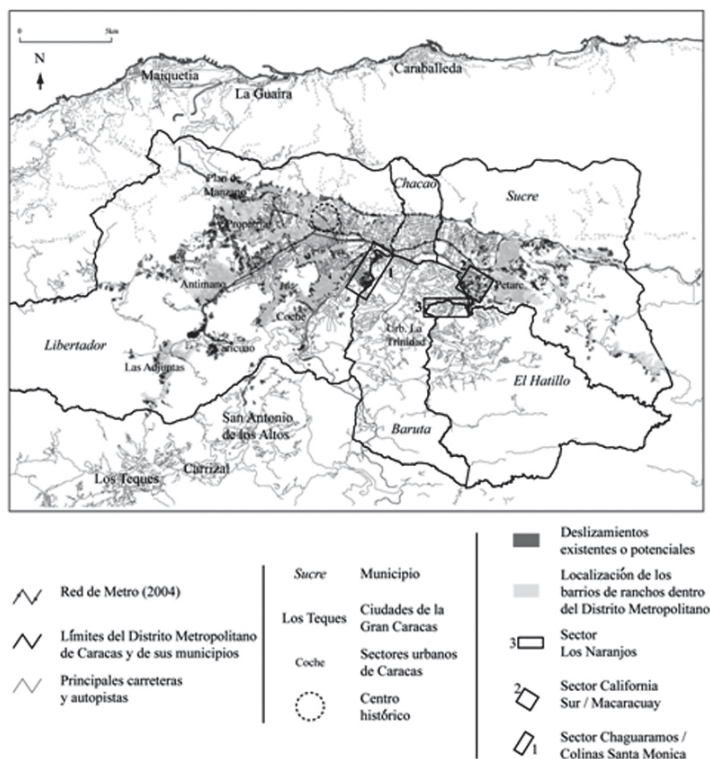 0
5km
N
Maiquetia
La Guaira
Caraballeda
Plan de
Manzano
Chacao
Sucre
Propatria
1
Antimano
2
Petare
3
Coche
Urb. La
Trinidad
Libertador
Caricuao
Las Adjuntas
El Hatillo
San Antonio
de los Altos
Baruta
Carrizal
Los Teques
Red de Metro (2004)
Límites del Distrito Metropolitano
de Caracas y de sus municipios
Principales carreteras
y autopistas
Sucre Municipio
Los Teques Ciudades de la
Gran Caracas
Coche Sectores urbanos
de Caracas
Centro
histórico
Deslizamientos
existentes o potenciales
Localización de los
barrios de ranchos dentro
del Distrito Metropolitano
3 Sector
Los Naranjos
2 Sector California
Sur / Macaracuay
1 Sector Chaguaramos /
Colinas Santa Monica